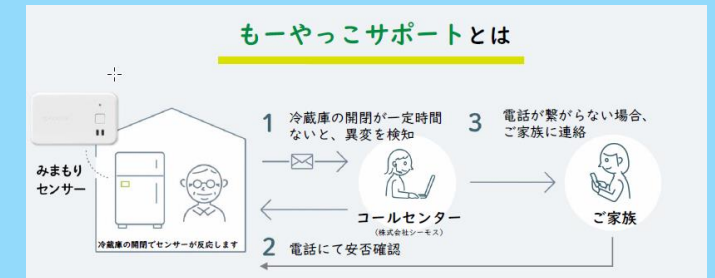 もーやっこサポートとは
みまもり
センサー
冷蔵庫の開閉でセンサーが反応します
1 冷蔵庫の開閉が一定時間
ないと、異変を検知
コールセンター
(株式会社シーモス)
2 電話にて安否確認
3 電話が繋がらない場合、
ご家族に連絡
ご家族